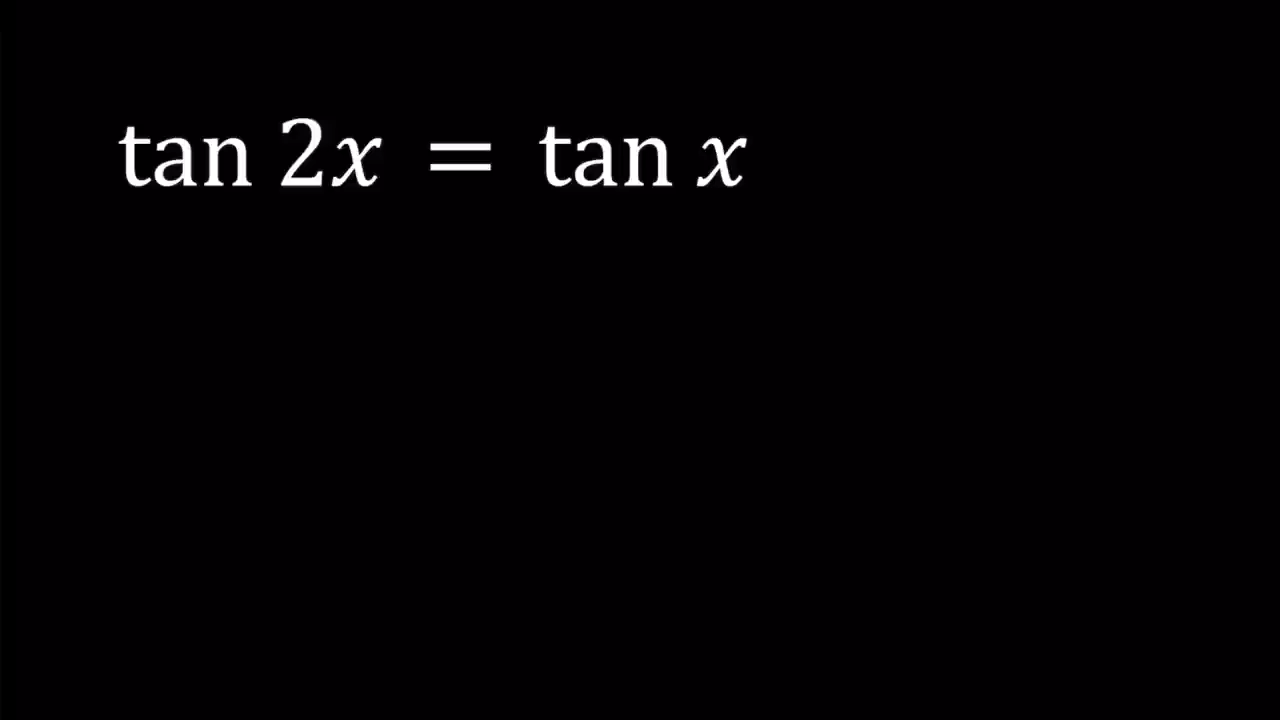 tan 2x = tan x